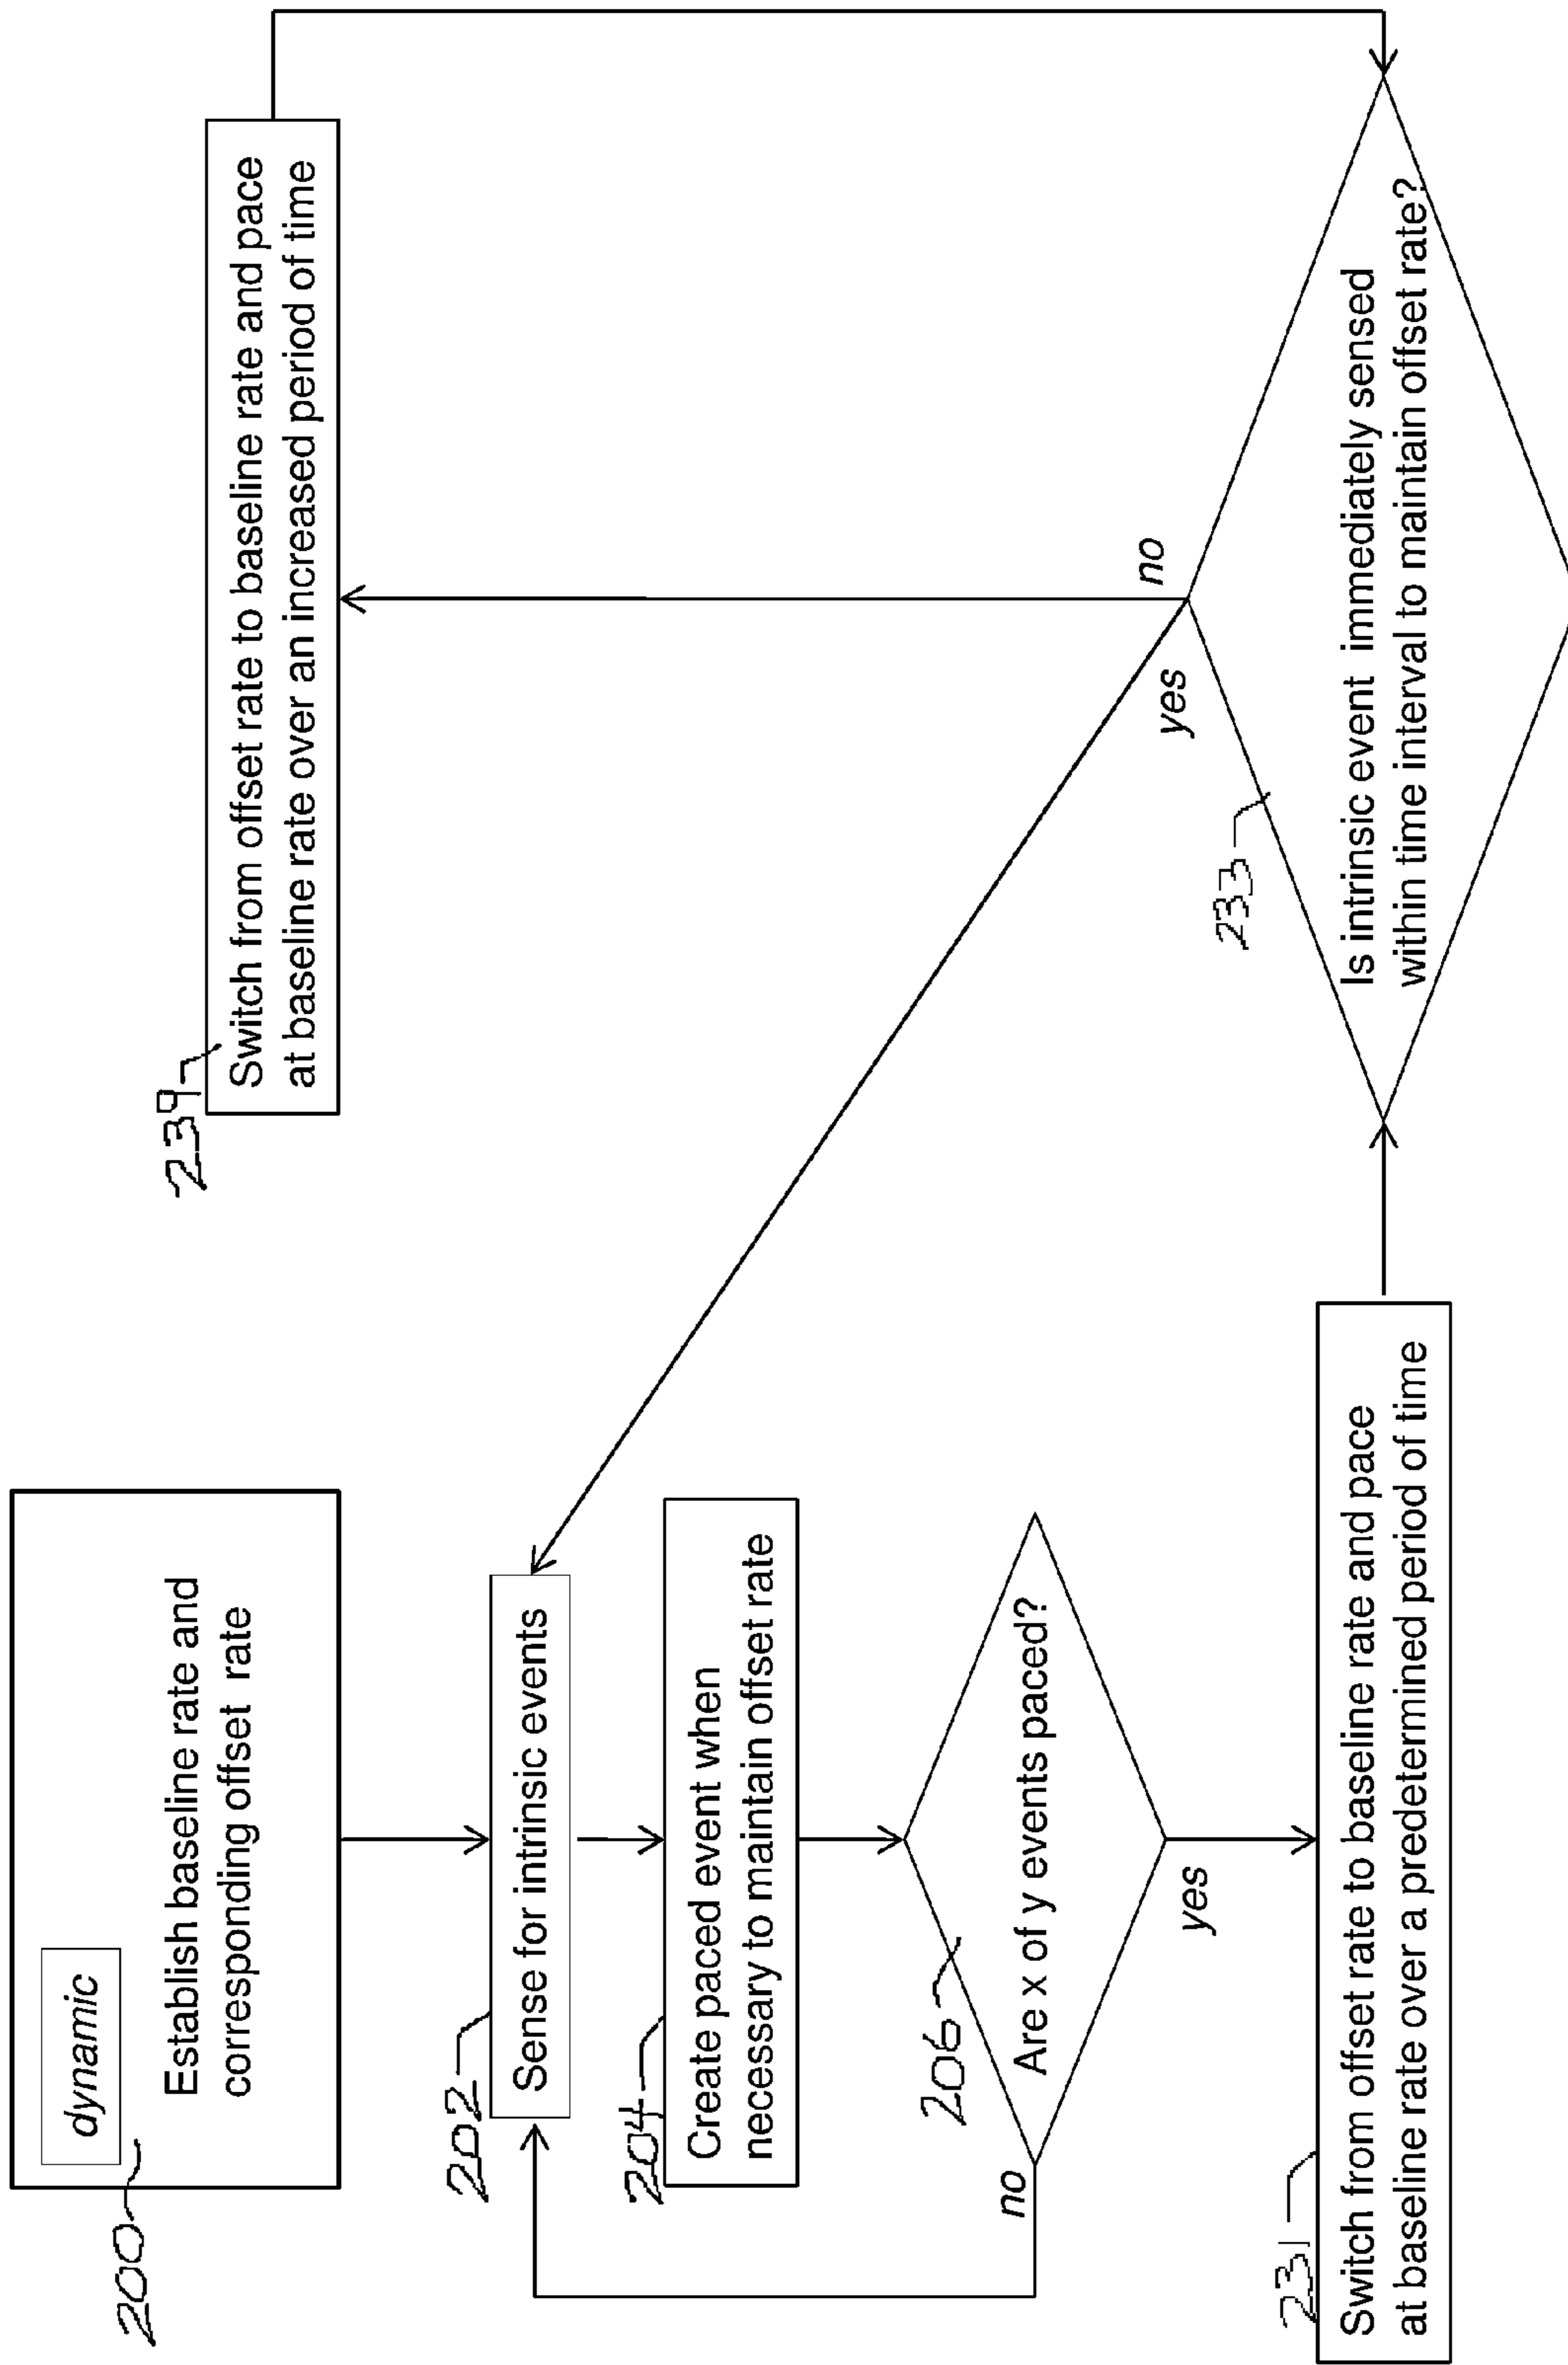 200
dynamic
Establish baseline rate and
corresponding offset rate
202
Sense for intrinsic events
204
Create paced event when
necessary to maintain offset rate
206
Are x of y events paced?
no
yes
231
Switch from offset rate to baseline rate and pace
at baseline rate over a predetermined period of time
233
Is intrinsic event immediately sensed
within time interval to maintain offset rate?
yes
no
239
Switch from offset rate to baseline rate and pace
at baseline rate over an increased period of time